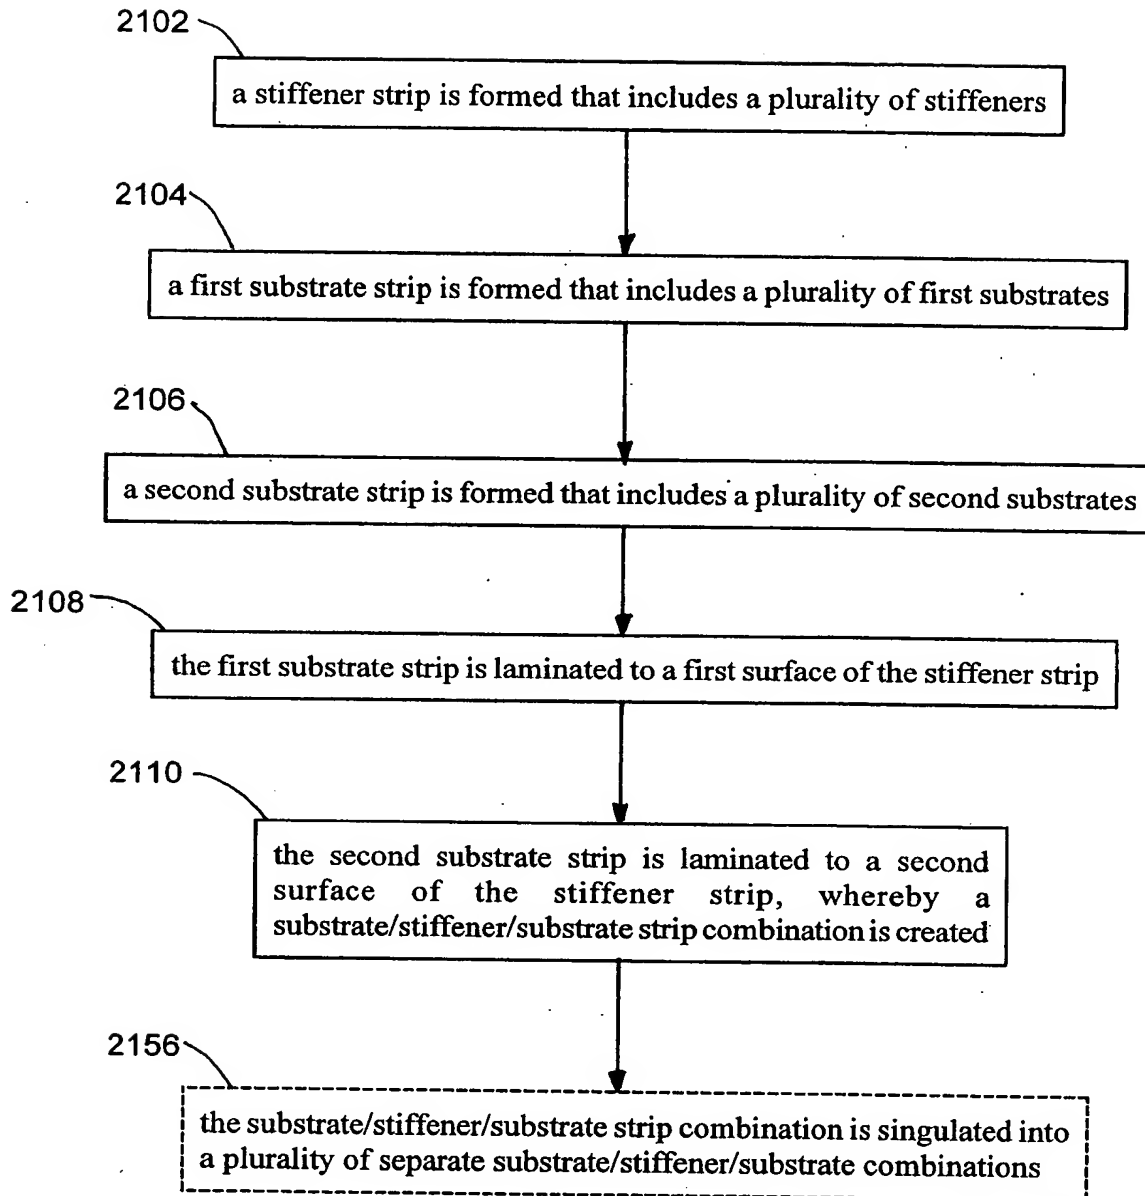 2102
a stiffener strip is formed that includes a plurality of stiffeners
2104
a first substrate strip is formed that includes a plurality of first substrates
2106
a second substrate strip is formed that includes a plurality of second substrates
2108
the first substrate strip is laminated to a first surface of the stiffener strip
2110
the second substrate strip is laminated to a second
surface of the stiffener strip, whereby a
substrate/stiffener/substrate strip combination is created
2156
the substrate/stiffener/substrate strip combination is singulated into
a plurality of separate substrate/stiffener/substrate combinations